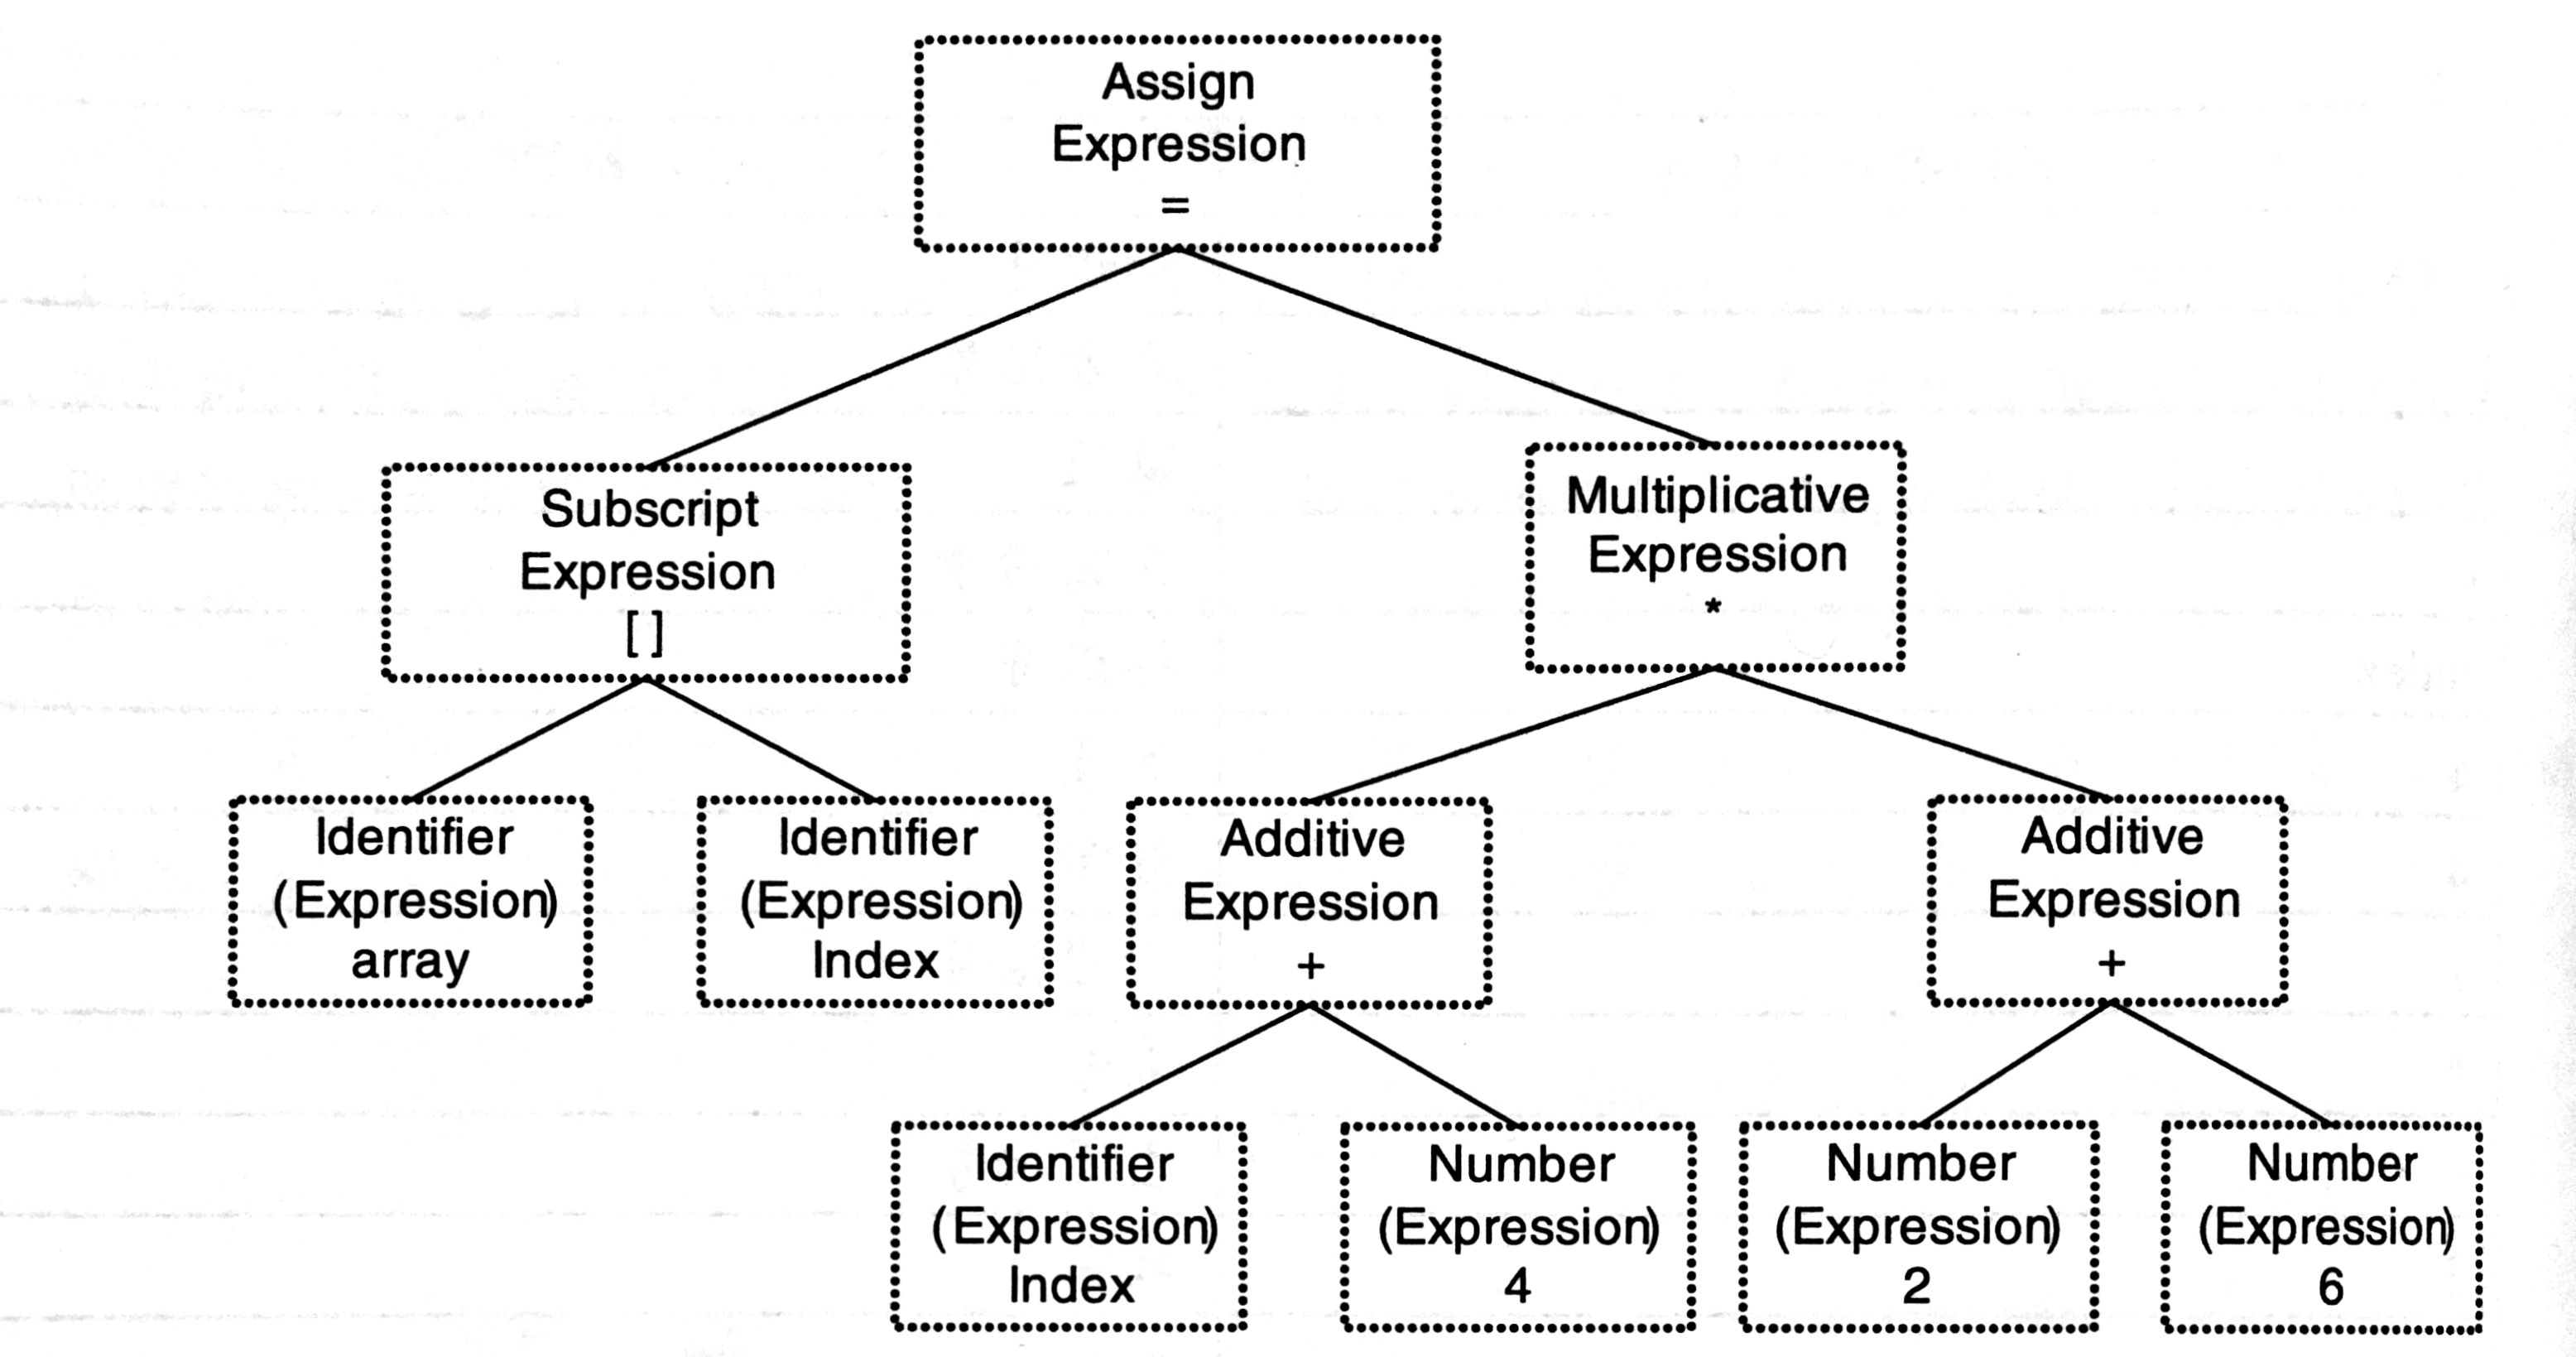 Assign
Expression
=
Subscript
Expression
[ ]
Multiplicative
Expression
*
Identifier
(Expression)
array
Identifier
(Expression)
Index
Additive
Expression
+
Additive
Expression
+
Identifier
(Expression)
Index
Number
(Expression)
4
Number
(Expression)
2
Number
(Expression)
6